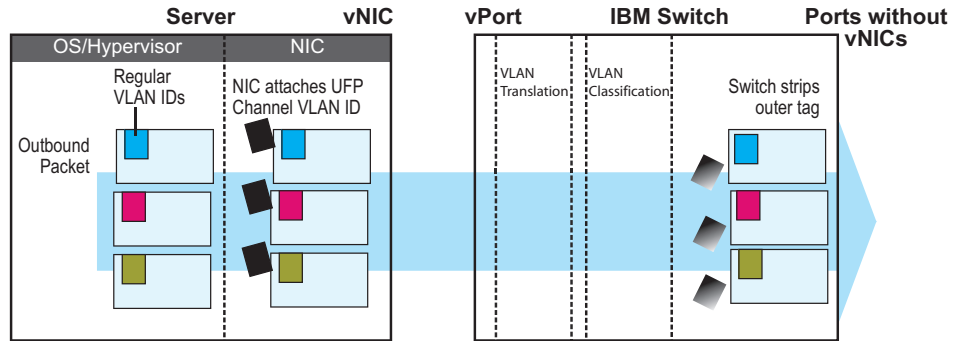 Server
vNIC
vPort
IBM Switch
Ports without
vNICs
OS/Hypervisor
NIC
Regular
VLAN IDs
NIC attaches UFP
Channel VLAN ID
VLAN
Translation
VLAN
Classification
Switch strips
outer tag
Outbound
Packet